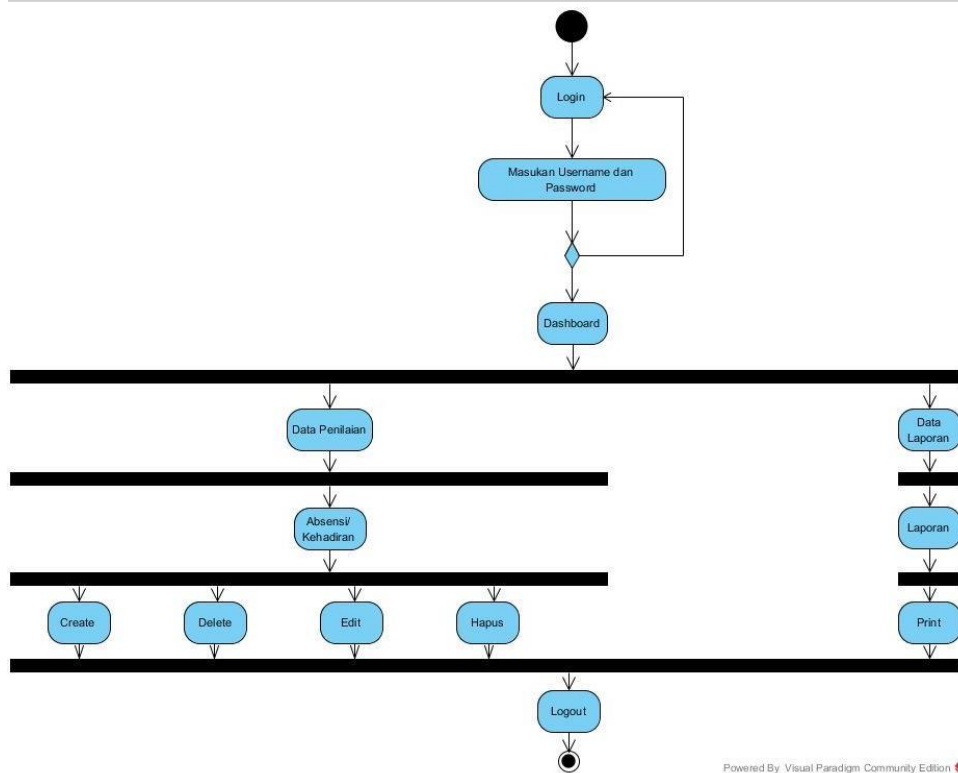 Login
Masukan Username dan
Password
Dashboard
Data Penilaian
Data
Laporan
Absensi/
Kehadiran
Laporan
Create
Delete
Edit
Hapus
Print
Logout
Powered By Visual Paradigm Community Edition